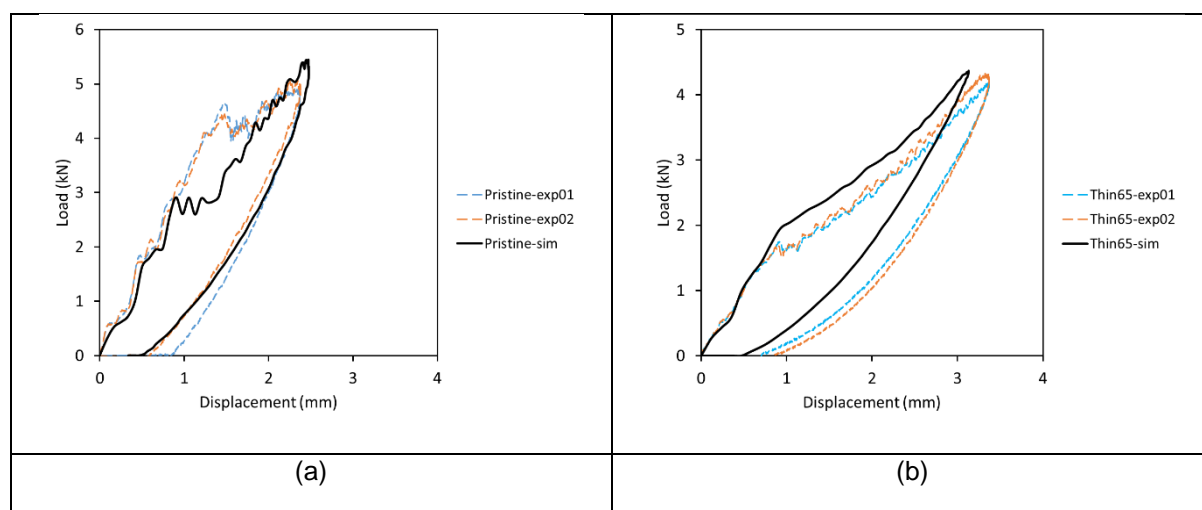 6
5
4
3
2
1
0
Load (kN)
0 1 2 3 4
Displacement (mm)
Pristine-exp01
Pristine-exp02
Pristine-sim
5
4
3
2
1
0
Load (kN)
0 1 2 3 4
Displacement (mm)
Thin65-exp01
Thin65-exp02
Thin65-sim
(a)
(b)